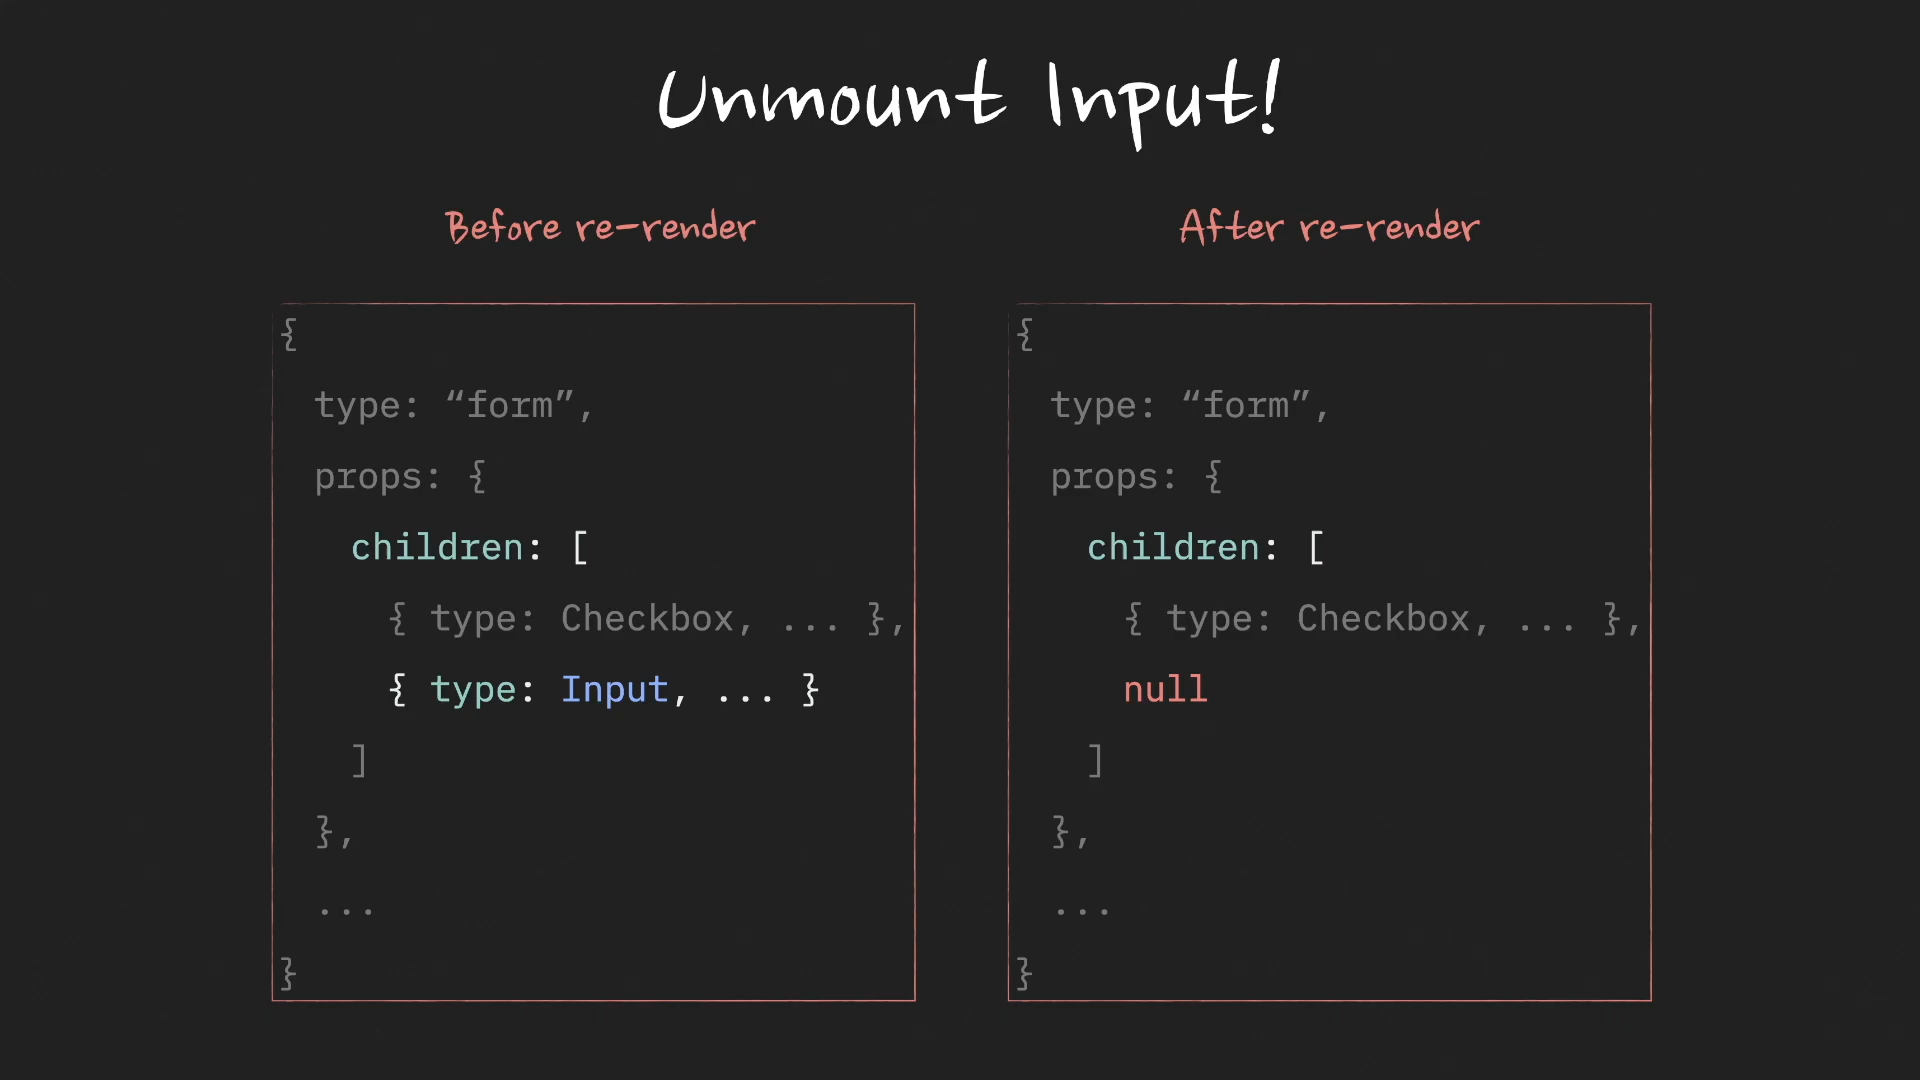 Unmount Input!
Before re-render
{
type: “form”,
props: {
children: [
{ type: Checkbox, ... },
{ type: Input, ... }
]
},
...
}
After re-render
{
type: “form”,
props: {
children: [
{ type: Checkbox, ... },
null
]
},
...
}